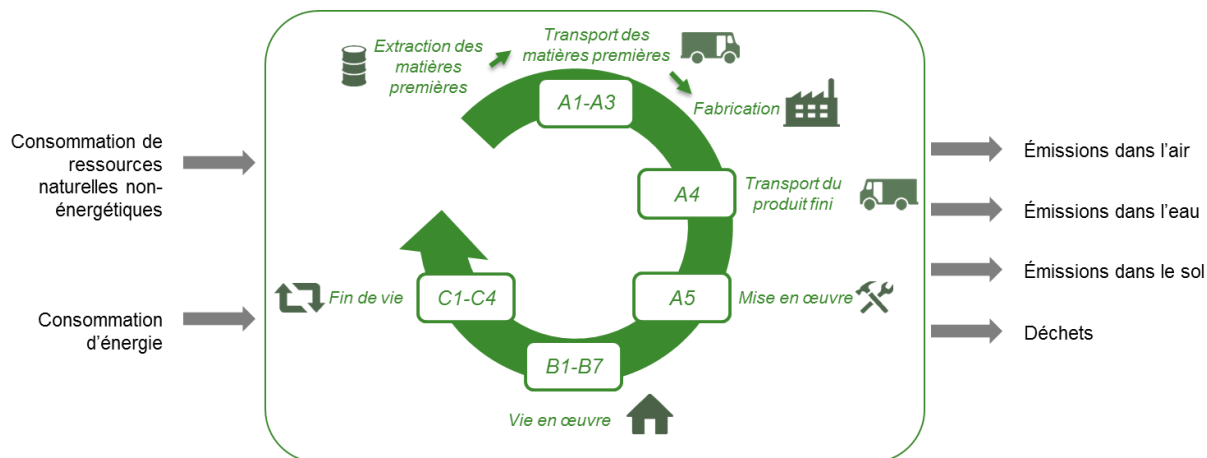 Consommation de
ressources
naturelles non-
énergétiques
Consommation
d'énergie
Extraction des
matières
premières
Transport des
matières premières
Fabrication
A1-A3
A4
Transport du
produit fini
A5
Mise en œuvre
B1-B7
Vie en œuvre
C1-C4
Fin de vie
Émissions dans l'air
Émissions dans l'eau
Émissions dans le sol
Déchets